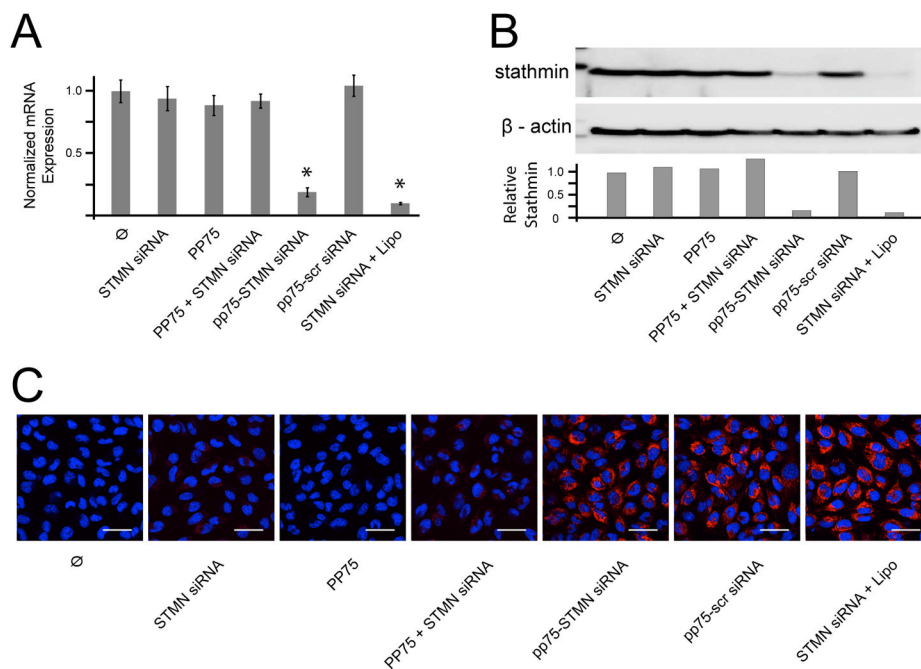 A
Normalized mRNA
Expression
1.0
0.5
*
*
Ø
STMN siRNA
PP75
PP75 + STMN siRNA
pp75-STMN siRNA
pp75-scr siRNA
STMN siRNA + Lipo
B
stathmin
β - actin
Relative
Stathmin
1.0
0.5
0
Ø
STMN siRNA
PP75
PP75 + STMN siRNA
pp75-STMN siRNA
pp75-scr siRNA
STMN siRNA + Lipo
C
Ø
STMN siRNA
PP75
PP75 + STMN siRNA
pp75-STMN siRNA
pp75-scr siRNA
STMN siRNA + Lipo